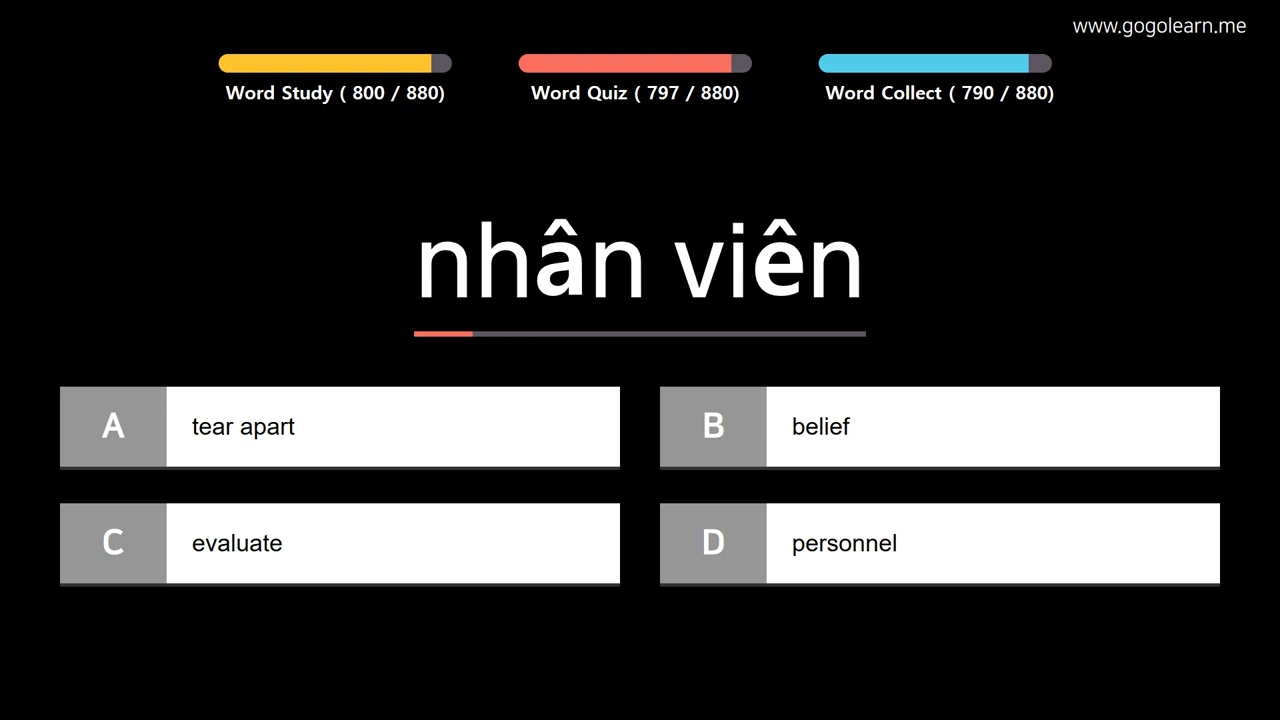 www.gogolearn.me
Word Study ( 800 / 880)
Word Quiz ( 797 / 880)
Word Collect ( 790 / 880)
nhân viên
A tear apart
B belief
C evaluate
D personnel